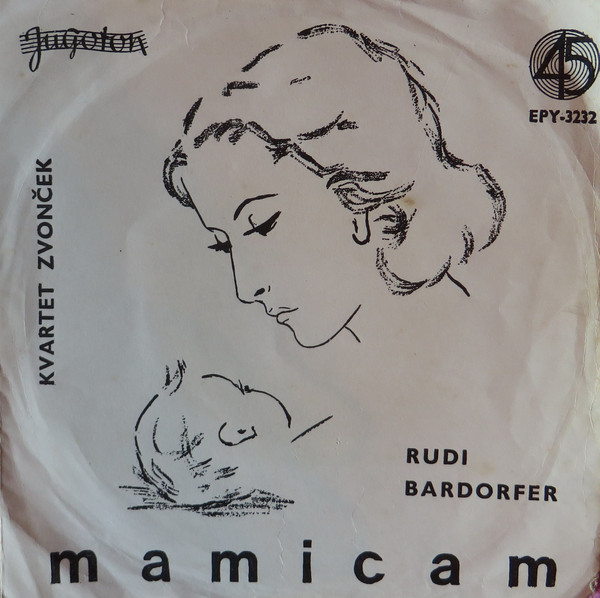 Jugoton
45
EPY-3232
KVARTET ZVONČEK
RUDI
BARDORFER
mamicam